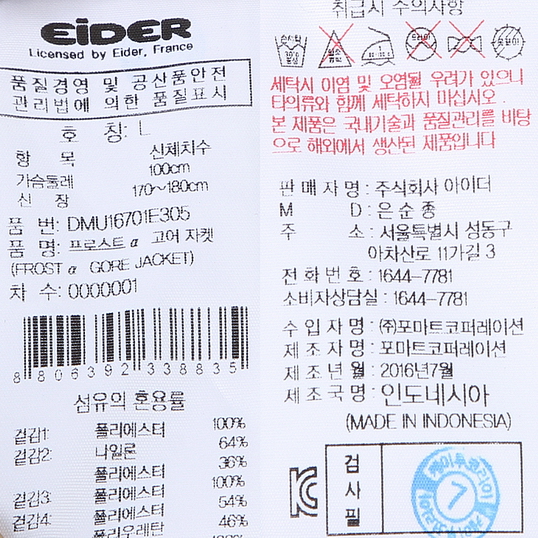 EiDER
Licensed by Eider, France
품질경영 및 공산품안전
관리법에 의한 품질표시
호 칭: L
항 목 신체치수
가슴둘레 100cm
신 장 170~180cm
품 번: DMU16701E305
품 명: 프로스트 α 고어 자켓
(FROST α GORE JACKET)
차 수: 0000001
8 806392 338835
섬유의 혼용률
겉감1: 폴리에스터 100%
겉감2: 나일론 64%
폴리에스터 36%
겉감3: 폴리에스터 100%
겉감4: 폴리에스터 54%
폴리우레탄 46%
취급시 주의사항
세탁시 이염 및 오염될 우려가 있으니
타의류와 함께 세탁하지 마십시오.
본 제품은 국내기술과 품질관리를 바탕
으로 해외에서 생산된 제품입니다
판 매 자 명 : 주식회사 아이더
M D : 은 순 종
주 소 : 서울특별시 성동구
아차산로 11가길 3
전 화 번 호 : 1644-7781
소비자상담실 : 1644-7781
수 입 자 명 : ㈜포마트코퍼레이션
제 조 자 명 : 포마트코퍼레이션
제 조 년 월 : 2016년7월
제 조 국 명 : 인도네시아
(MADE IN INDONESIA)
검
사
필
케이투코리아
7